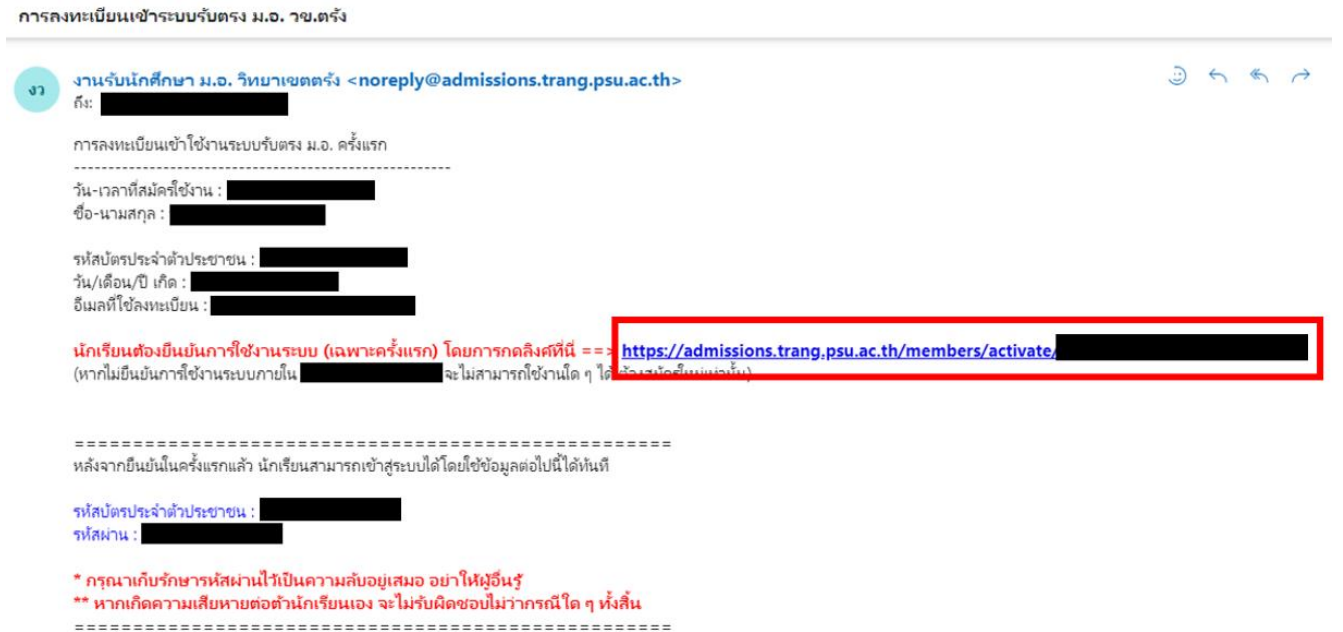 การลงทะเบียนเข้าระบบรับตรง ม.อ. วข.ตรัง
งว
งานรับนักศึกษา ม.อ. วิทยาเขตตรัง <noreply@admissions.trang.psu.ac.th>
ถึง:
การลงทะเบียนเข้าใช้งานระบบรับตรง ม.อ. ครั้งแรก
------------------------------------------------------
วัน-เวลาที่สมัครใช้งาน :
ชื่อ-นามสกุล :
รหัสบัตรประจำตัวประชาชน :
วัน/เดือน/ปี เกิด :
อีเมลที่ใช้ลงทะเบียน :
นักเรียนต้องยืนยันการใช้งานระบบ (เฉพาะครั้งแรก) โดยการกดลิงค์ที่นี่ ==> https://admissions.trang.psu.ac.th/members/activate/
(หากไม่ยืนยันการใช้งานระบบภายใน จะไม่สามารถใช้งานใด ๆ ได้ ต้องสมัครใหม่เท่านั้น)
===================================================
หลังจากยืนยันในครั้งแรกแล้ว นักเรียนสามารถเข้าสู่ระบบได้โดยใช้ข้อมูลต่อไปนี้ได้ทันที
รหัสบัตรประจำตัวประชาชน :
รหัสผ่าน :
* กรุณาเก็บรักษารหัสผ่านไว้เป็นความลับอยู่เสมอ อย่าให้ผู้อื่นรู้
** หากเกิดความเสียหายต่อตัวนักเรียนเอง จะไม่รับผิดชอบไม่ว่ากรณีใด ๆ ทั้งสิ้น
===================================================